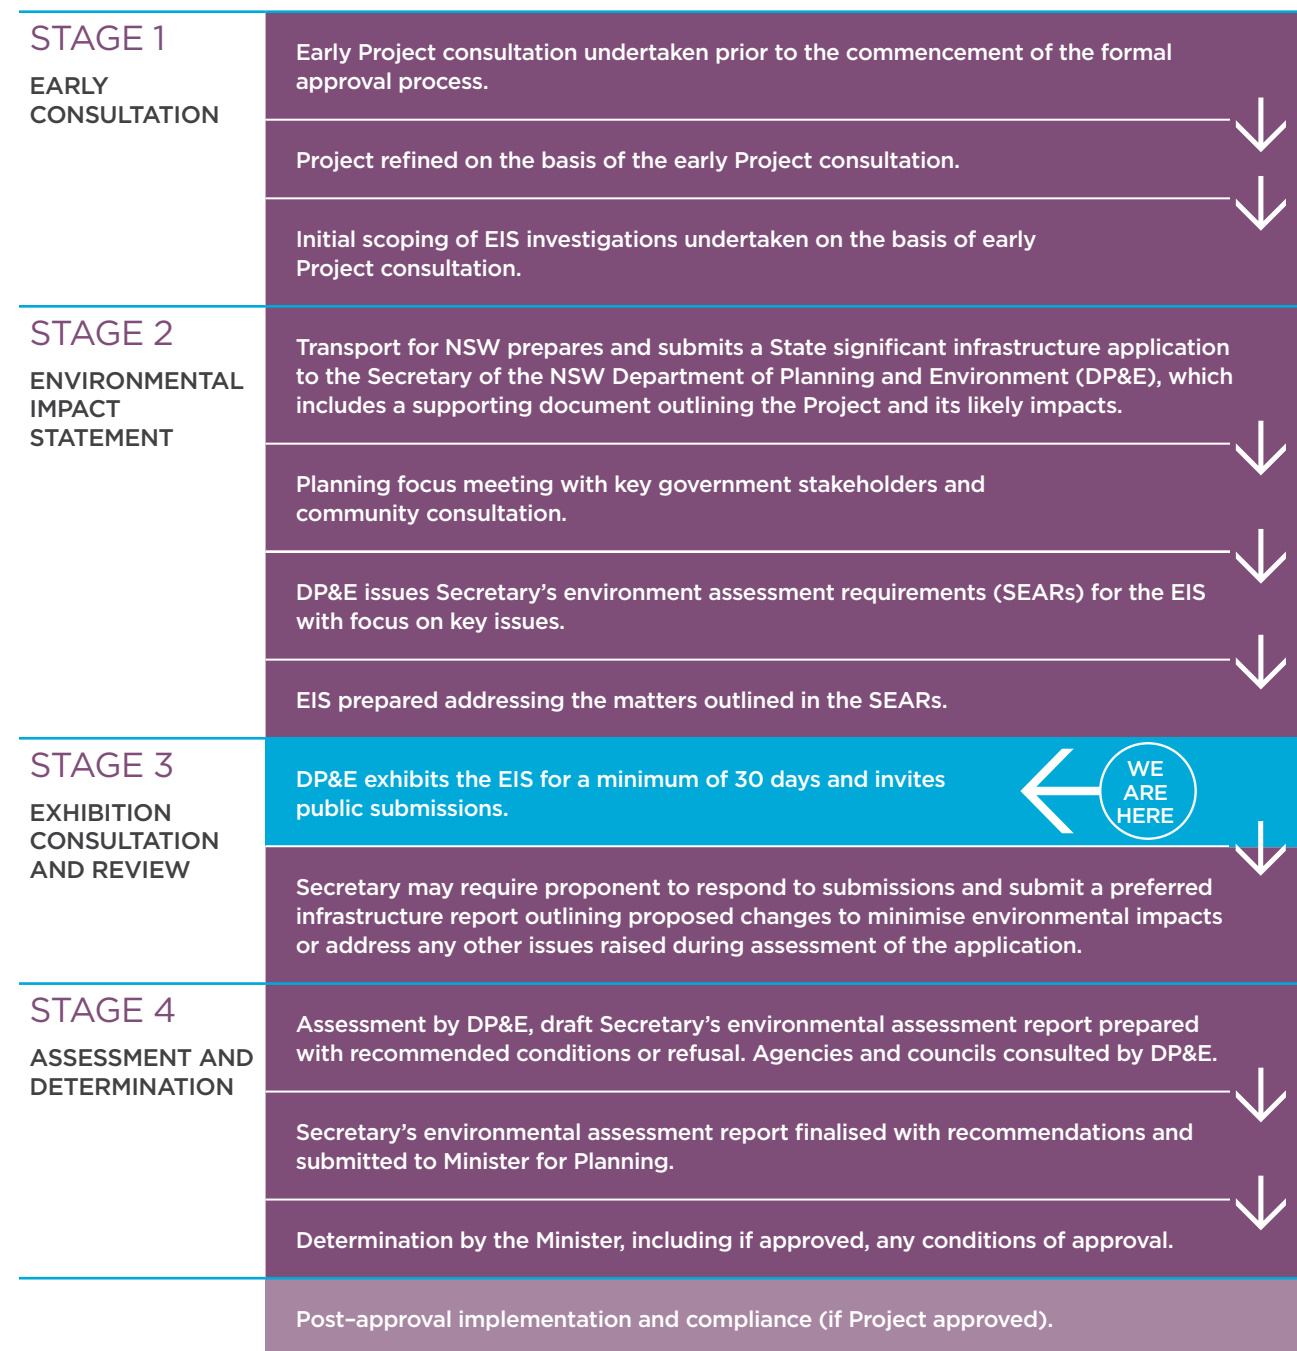 STAGE 1
EARLY
CONSULTATION
Early Project consultation undertaken prior to the commencement of the formal
approval process.
Project refined on the basis of the early Project consultation.
Initial scoping of EIS investigations undertaken on the basis of early
Project consultation.
STAGE 2
ENVIRONMENTAL
IMPACT
STATEMENT
Transport for NSW prepares and submits a State significant infrastructure application
to the Secretary of the NSW Department of Planning and Environment (DP&E), which
includes a supporting document outlining the Project and its likely impacts.
Planning focus meeting with key government stakeholders and
community consultation.
DP&E issues Secretary’s environment assessment requirements (SEARs) for the EIS
with focus on key issues.
EIS prepared addressing the matters outlined in the SEARs.
STAGE 3
EXHIBITION
CONSULTATION
AND REVIEW
DP&E exhibits the EIS for a minimum of 30 days and invites
public submissions.
WE
ARE
HERE
Secretary may require proponent to respond to submissions and submit a preferred
infrastructure report outlining proposed changes to minimise environmental impacts
or address any other issues raised during assessment of the application.
STAGE 4
ASSESSMENT AND
DETERMINATION
Assessment by DP&E, draft Secretary’s environmental assessment report prepared
with recommended conditions or refusal. Agencies and councils consulted by DP&E.
Secretary’s environmental assessment report finalised with recommendations and
submitted to Minister for Planning.
Determination by the Minister, including if approved, any conditions of approval.
Post–approval implementation and compliance (if Project approved).